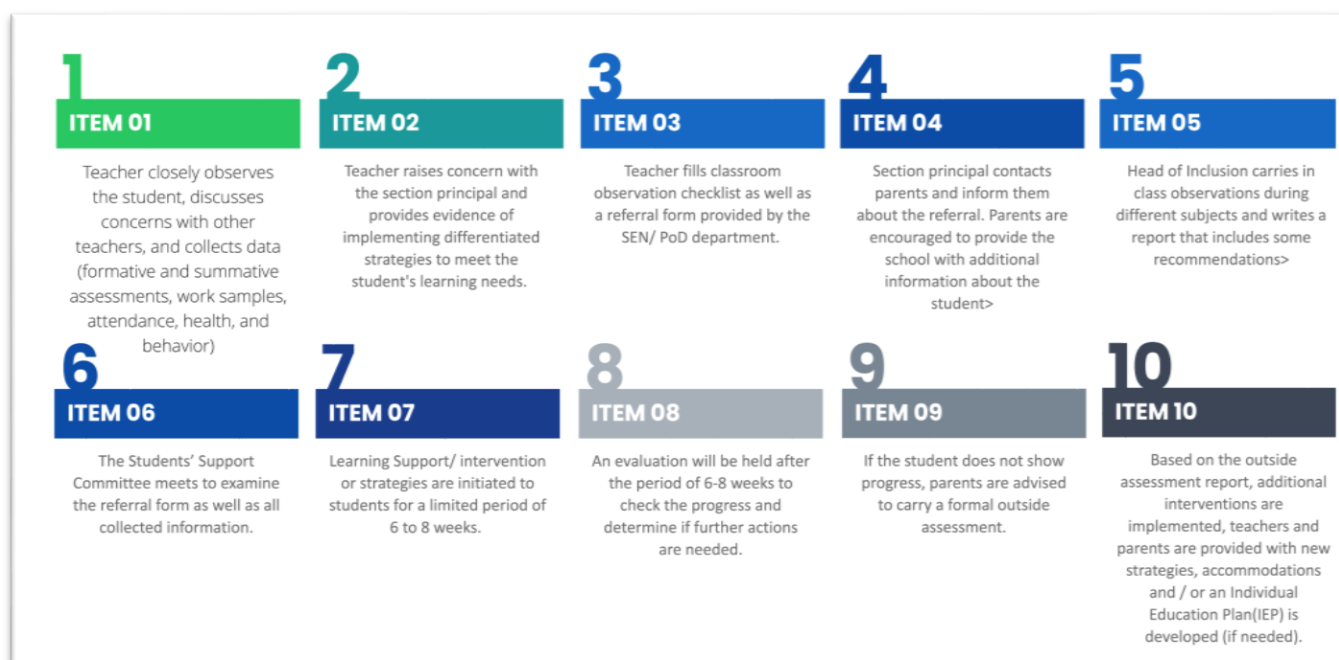 1
ITEM 01
Teacher closely observes
the student, discusses
concerns with other
teachers, and collects data
(formative and summative
assessments, work samples,
attendance, health, and
behavior)
2
ITEM 02
Teacher raises concern with
the section principal and
provides evidence of
implementing differentiated
strategies to meet the
student's learning needs.
3
ITEM 03
Teacher fills classroom
observation checklist as well as
a referral form provided by the
SEN/ PoD department.
4
ITEM 04
Section principal contacts
parents and inform them
about the referral. Parents are
encouraged to provide the
school with additional
information about the
student>
5
ITEM 05
Head of Inclusion carries in
class observations during
different subjects and writes a
report that includes some
recommendations>
6
ITEM 06
The Students’ Support
Committee meets to examine
the referral form as well as all
collected information.
7
ITEM 07
Learning Support/ intervention
or strategies are initiated to
students for a limited period of
6 to 8 weeks.
8
ITEM 08
An evaluation will be held after
the period of 6-8 weeks to
check the progress and
determine if further actions
are needed.
9
ITEM 09
If the student does not show
progress, parents are advised
to carry a formal outside
assessment.
10
ITEM 10
Based on the outside
assessment report, additional
interventions are
implemented, teachers and
parents are provided with new
strategies, accommodations
and / or an Individual
Education Plan(IEP) is
developed (if needed).